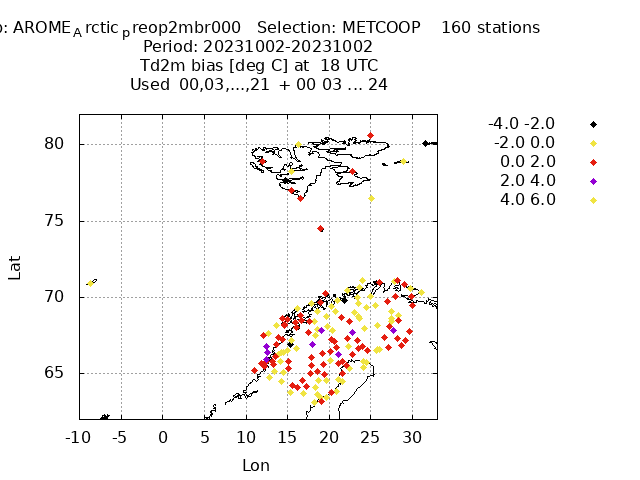 : AROME_Arctic_preop2mbr000 Selection: METCOOP 160 stations
Period: 20231002-20231002
Td2m bias [deg C] at 18 UTC
Used 00,03,...,21 + 00 03 ... 24
-4.0 -2.0
-2.0 0.0
0.0 2.0
2.0 4.0
4.0 6.0
80
75
70
65
Lat
-10 -5 0 5 10 15 20 25 30
Lon